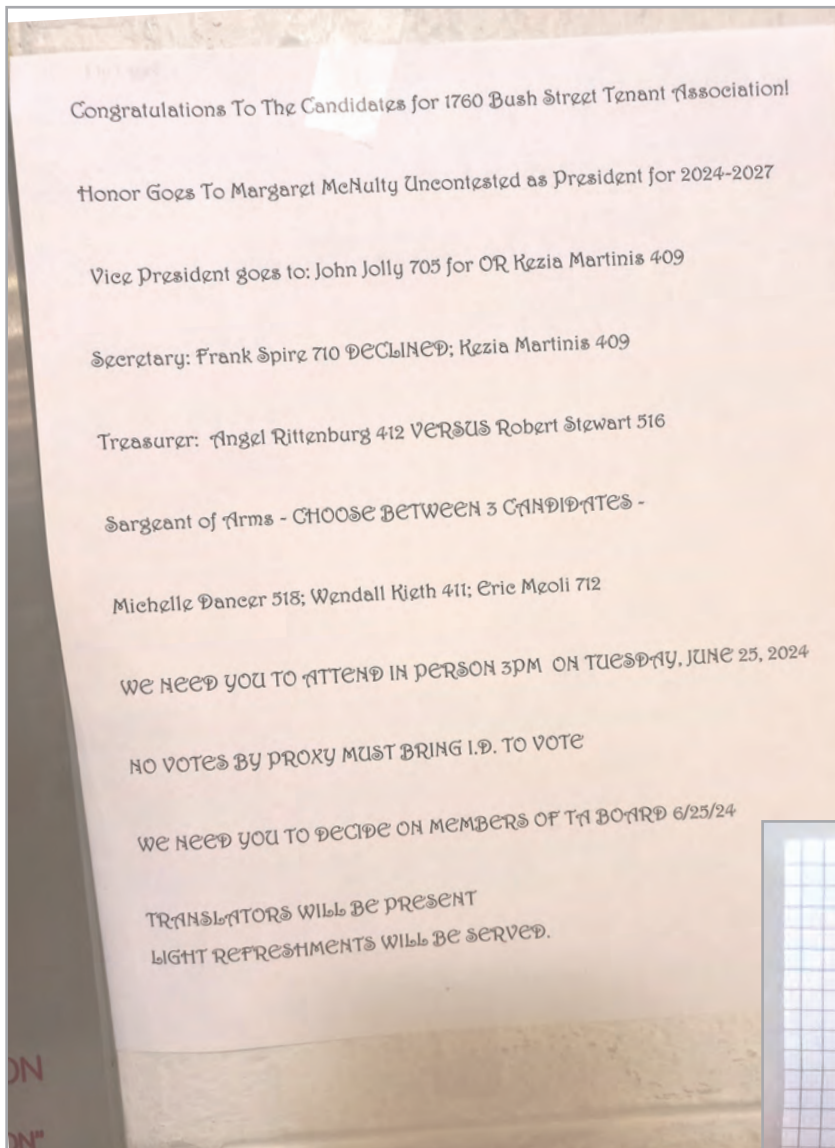 Congratulations To The Candidates for 1760 Bush Street Tenant Association!
Honor Goes To Margaret McNulty Uncontested as President for 2024-2027
Vice President goes to: John Jolly 705 for OR Kezia Martinis 409
Secretary: Frank Spire 710 DECLINED; Kezia Martinis 409
Treasurer: Angel Rittenburg 412 VERSUS Robert Stewart 516
Sargeant of Arms - CHOOSE BETWEEN 3 CANDIDATES -
Michelle Dancer 518; Wendall Kieth 411; Eric Meoli 712
WE NEED YOU TO ATTEND IN PERSON 3PM ON TUESDAY, JUNE 25, 2024
NO VOTES BY PROXY MUST BRING I.D. TO VOTE
WE NEED YOU TO DECIDE ON MEMBERS OF TA BOARD 6/25/24
TRANSLATORS WILL BE PRESENT
LIGHT REFRESHMENTS WILL BE SERVED.